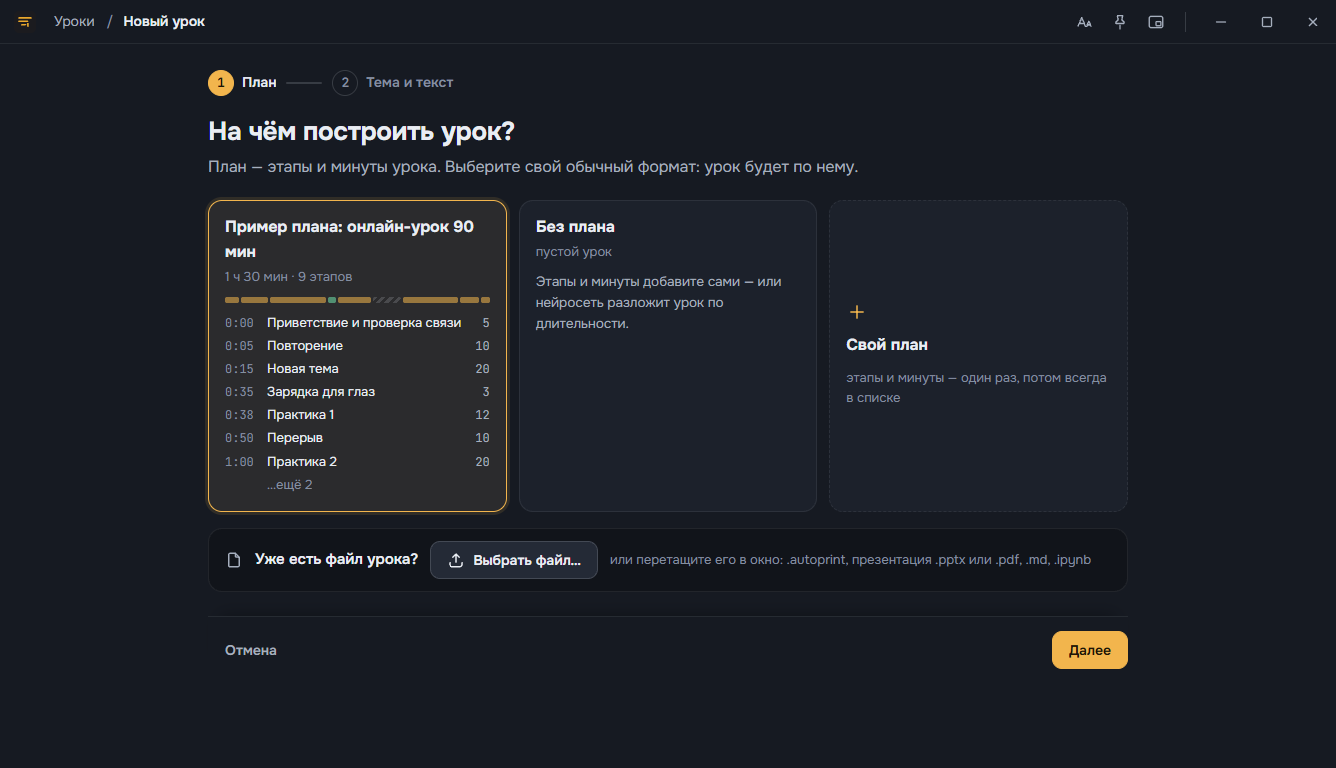 Уроки / Новый урок
1 План 2 Тема и текст
На чём построить урок?
План — этапы и минуты урока. Выберите свой обычный формат: урок будет по нему.
Пример плана: онлайн-урок 90
мин
1 ч 30 мин · 9 этапов
0:00 Приветствие и проверка связи 5
0:05 Повторение 10
0:15 Новая тема 20
0:35 Зарядка для глаз 3
0:38 Практика 1 12
0:50 Перерыв 10
1:00 Практика 2 20
...ещё 2
Без плана
пустой урок
Этапы и минуты добавите сами — или
нейросеть разложит урок по
длительности.
Свой план
этапы и минуты — один раз, потом всегда
в списке
Уже есть файл урока? Выбрать файл... или перетащите его в окно: .autoprint, презентация .pptx или .pdf, .md, .ipynb
Отмена Далее